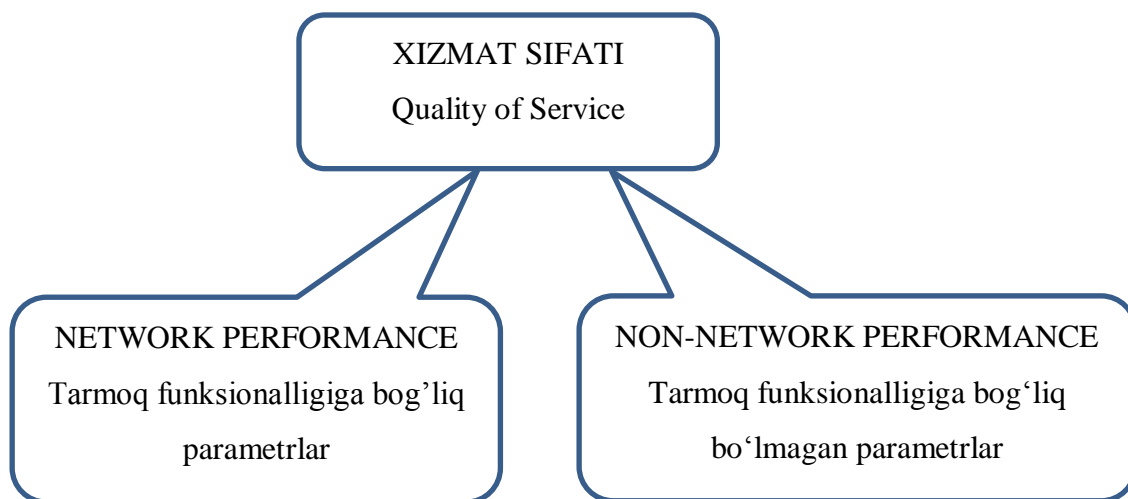 XIZMAT SIFATI
Quality of Service
NETWORK PERFORMANCE
Tarmoq funksionalligiga bog’liq
parametrlar
NON-NETWORK PERFORMANCE
Tarmoq funksionalligiga bog‘liq
bo‘lmagan parametrlar